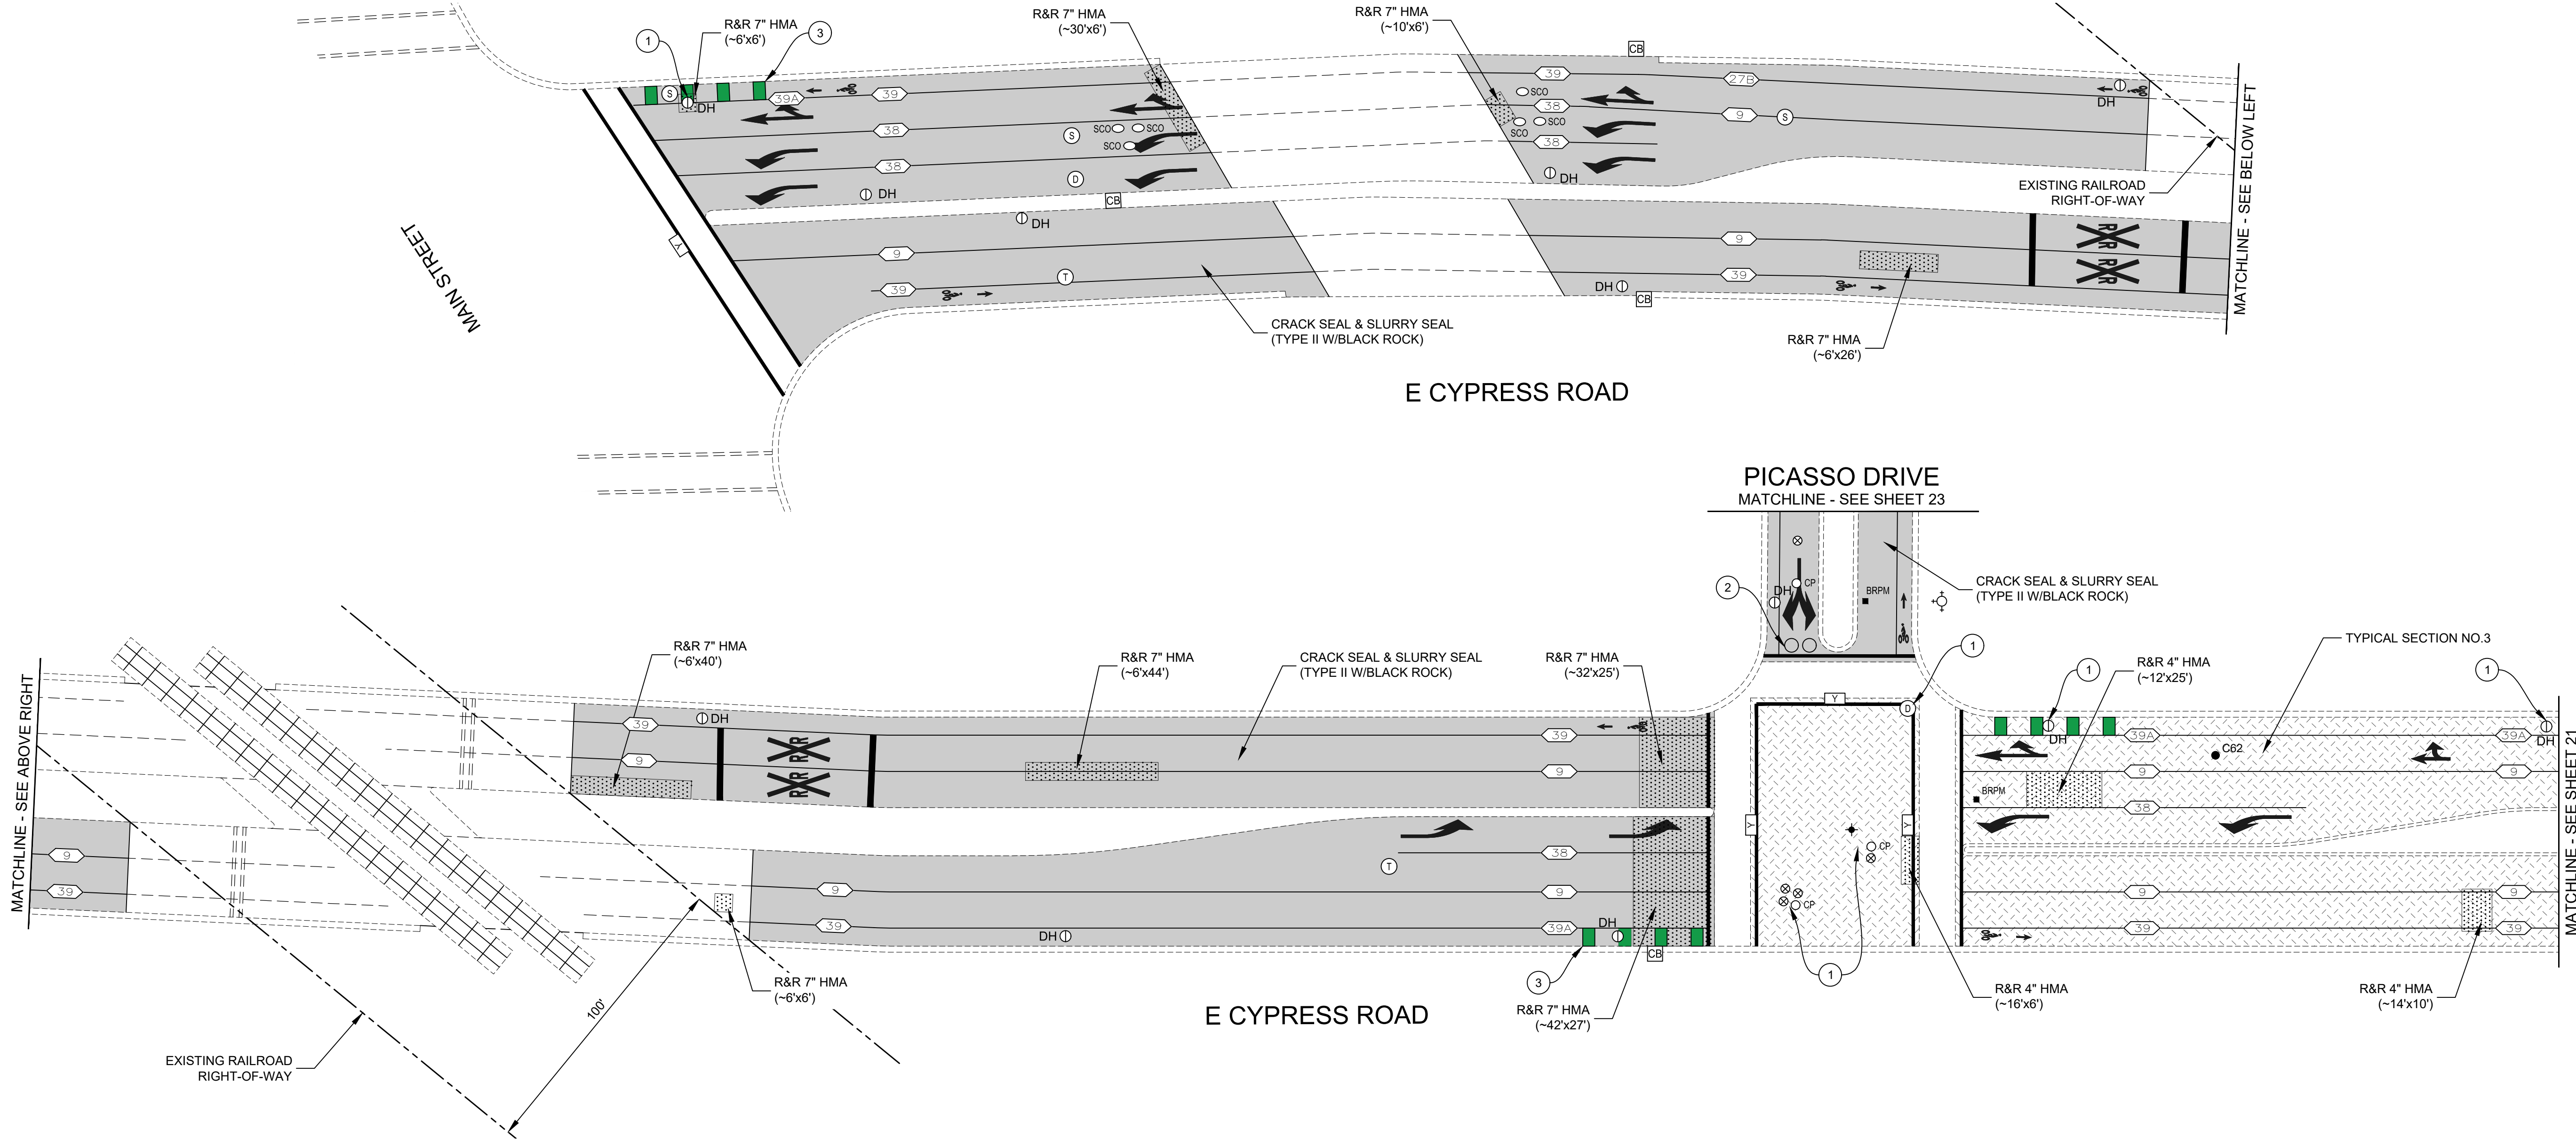 R&R 7" HMA
(~6'x6')
1
3
R&R 7" HMA
(~30'x6')
R&R 7" HMA
(~10'x6')
CB
S
DH
39A
39
39
27B
SCO
DH
38
38
9
S
S
SCO
SCO
SCO
SCO
SCO
38
38
D
DH
DH
CB
DH
EXISTING RAILROAD
RIGHT-OF-WAY
MATCHLINE - SEE BELOW LEFT
MAIN STREET
Y
9
9
RR
RR
39
T
39
DH
CB
CRACK SEAL & SLURRY SEAL
(TYPE II W/BLACK ROCK)
R&R 7" HMA
(~6'x26')
E CYPRESS ROAD
PICASSO DRIVE
MATCHLINE - SEE SHEET 23
2
DH
CP
BRPM
CRACK SEAL & SLURRY SEAL
(TYPE II W/BLACK ROCK)
1
TYPICAL SECTION NO.3
R&R 7" HMA
(~6'x40')
R&R 7" HMA
(~6'x44')
CRACK SEAL & SLURRY SEAL
(TYPE II W/BLACK ROCK)
R&R 7" HMA
(~32'x25')
1
R&R 4" HMA
(~12'x25')
1
MATCHLINE - SEE ABOVE RIGHT
39
DH
39
Y
D
DH
39A
C62
39A
DH
9
RR
RR
9
9
9
BRPM
38
MATCHLINE - SEE SHEET 21
9
39
T
38
Y
Y
CP
9
9
CP
9
9
39
DH
39A
DH
CB
39
39
3
1
R&R 7" HMA
(~6'x6')
100'
R&R 7" HMA
(~42'x27')
R&R 4" HMA
(~16'x6')
R&R 4" HMA
(~14'x10')
E CYPRESS ROAD
EXISTING RAILROAD
RIGHT-OF-WAY